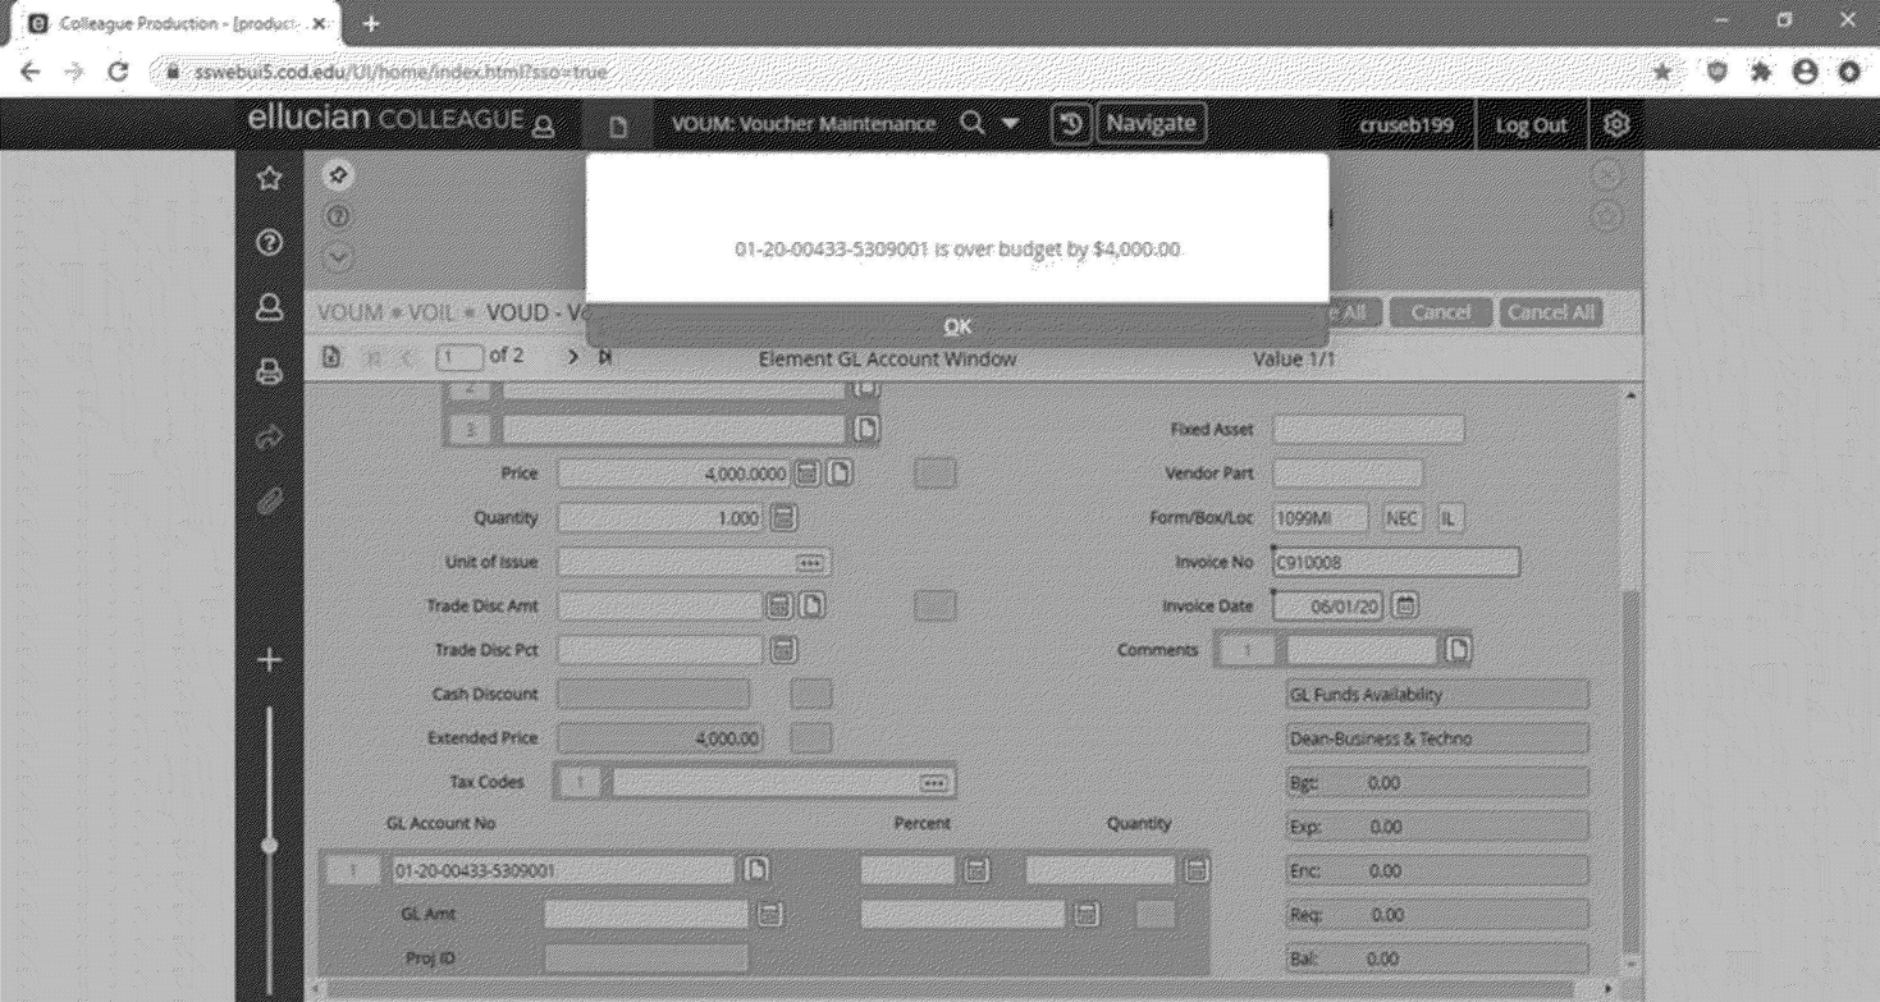 Colleague Production - [product
sswebui5.cod.edu/UI/home/index.html?sso=true
ellucian COLLEAGUE
VOUM: Voucher Maintenance
Navigate
cruseb199
Log Out
01-20-00433-5309001 is over budget by $4,000.00
OK
VOUM • VOIL • VOUD - Vo
e All
Cancel
Cancel All
1 of 2
Element GL Account Window
Value 1/1
2
3
Fixed Asset
Price 4,000.0000
Vendor Part
Quantity 1.000
Form/Box/Loc 1099MI NEC IL
Unit of Issue
Invoice No C910008
Trade Disc Amt
Invoice Date 06/01/20
Trade Disc Pct
Comments 1
Cash Discount
GL Funds Availability
Extended Price 4,000.00
Dean-Business & Techno
Tax Codes 1
Bgt: 0.00
GL Account No Percent Quantity
Exp: 0.00
1 01-20-00433-5309001
Enc: 0.00
GL Amt
Req: 0.00
Proj ID
Bal: 0.00